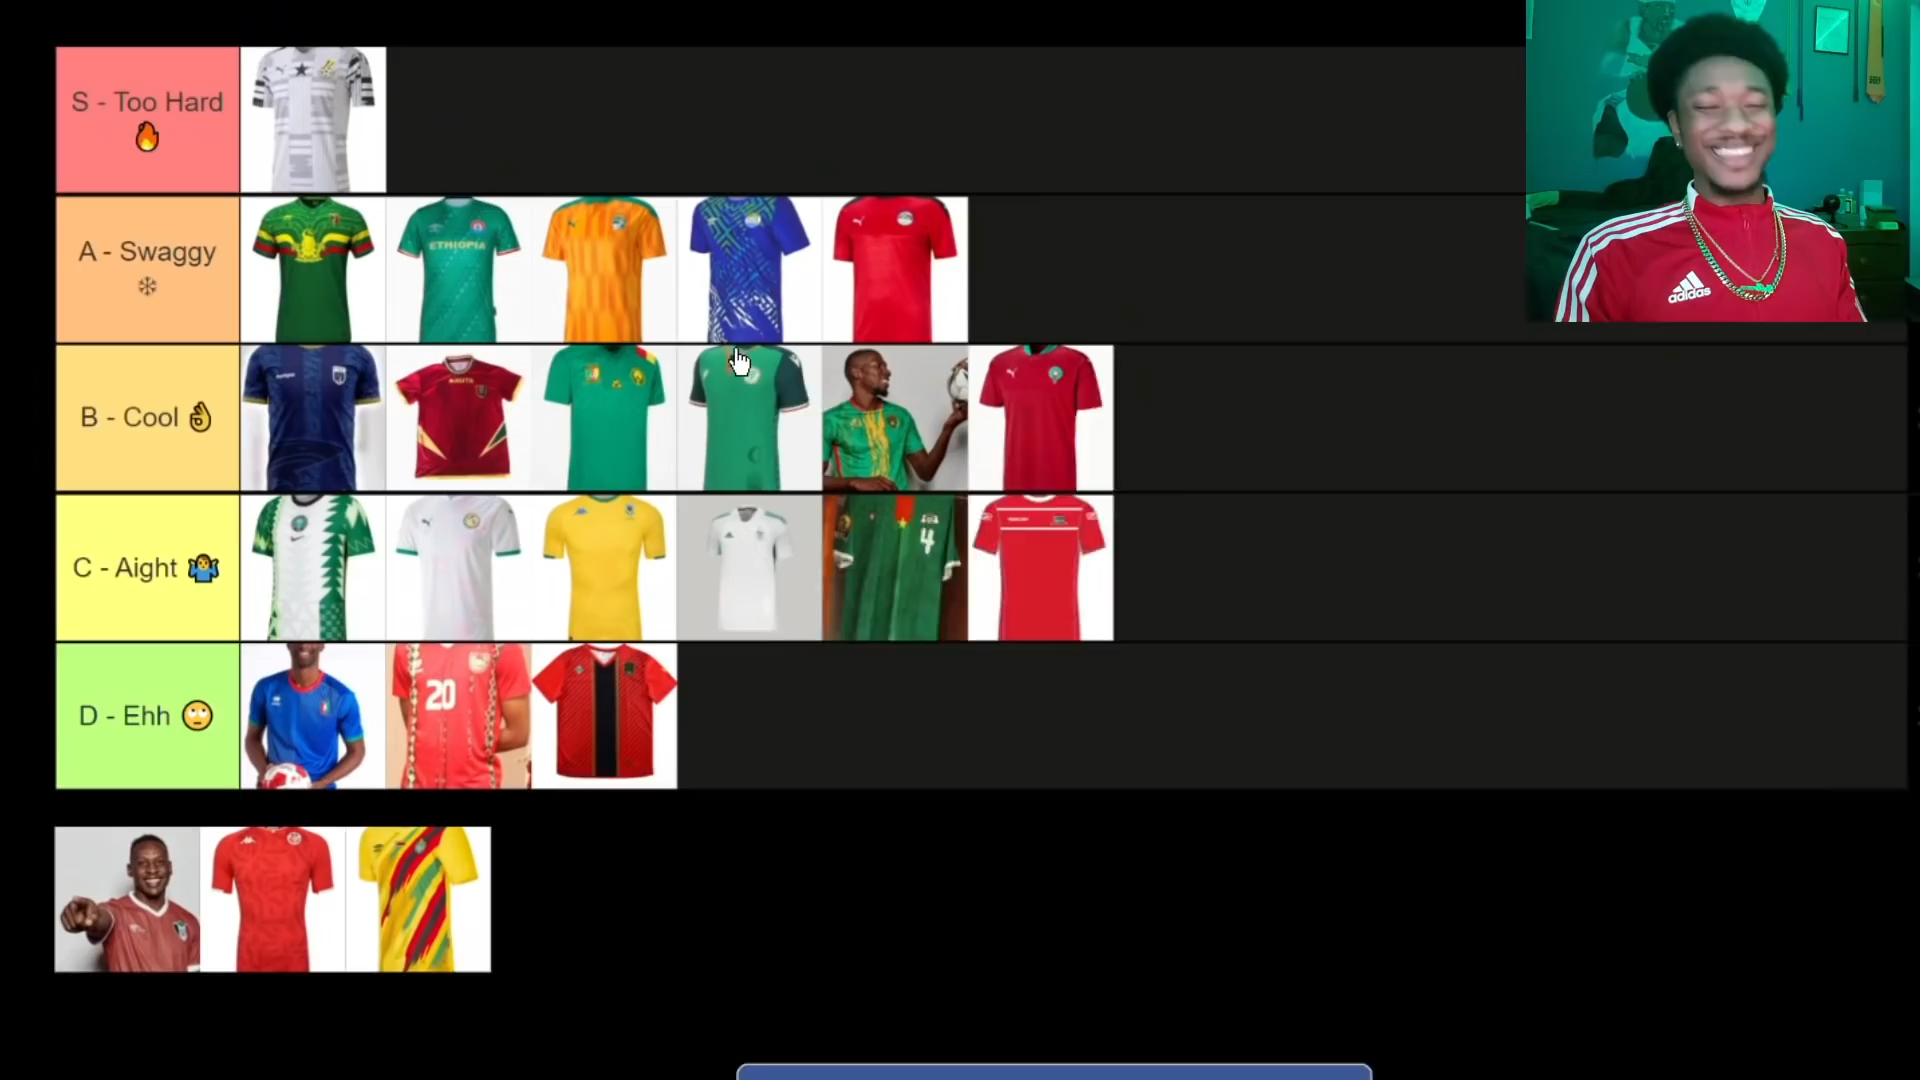 S - Too Hard
🔥
A - Swaggy
❄
ETHIOPIA
B - Cool 👌
C - Aight 🤷
4
D - Ehh 🙄
20
adidas